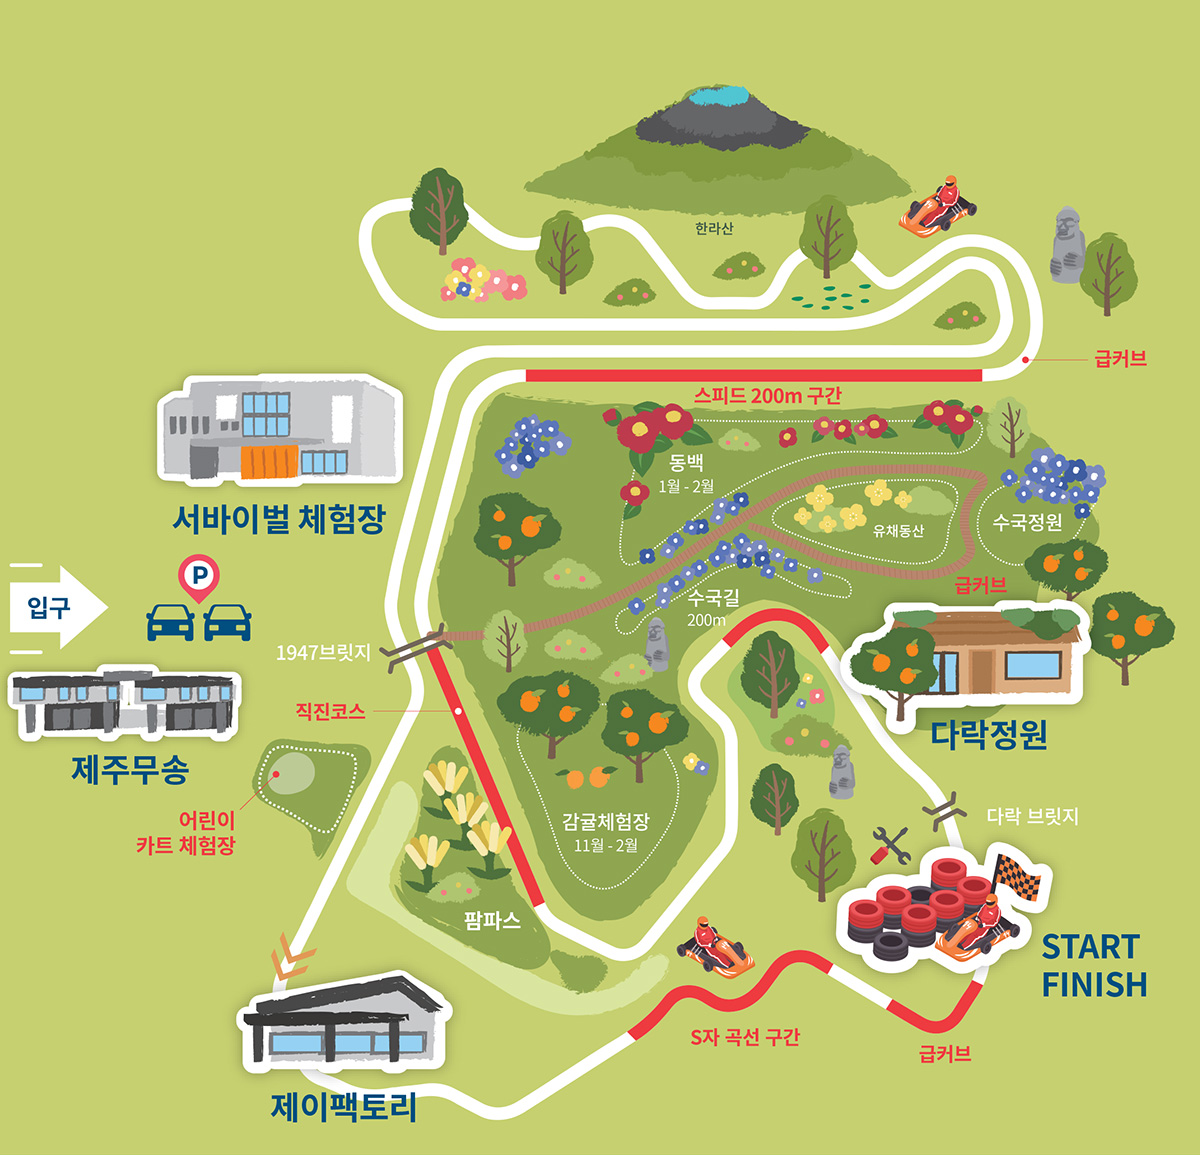 한라산
급커브
스피드 200m 구간
동백
1월 - 2월
유채동산
수국정원
서바이벌 체험장
P
입구
급커브
수국길
200m
1947브릿지
직진코스
다락정원
제주무송
어린이
카트 체험장
다락 브릿지
감귤체험장
11월 - 2월
팜파스
START
FINISH
S자 곡선 구간
급커브
제이팩토리